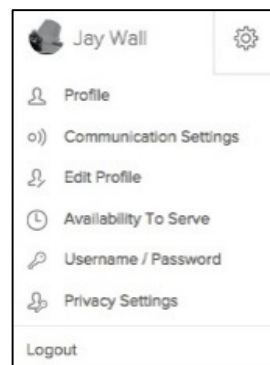 Jay Wall
Profile
Communication Settings
Edit Profile
Availability To Serve
Username / Password
Privacy Settings
Logout